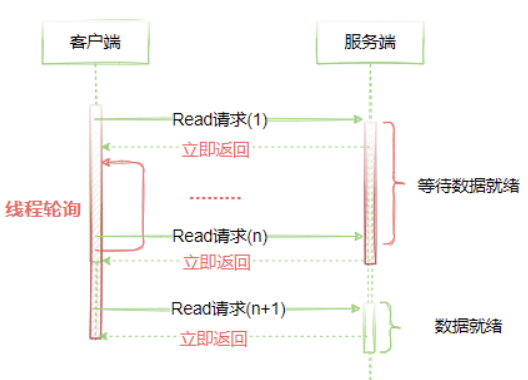 客户端
服务端
Read请求(1)
立即返回
等待数据就绪
线程轮询
.........
Read请求(n)
立即返回
Read请求(n+1)
数据就绪
立即返回